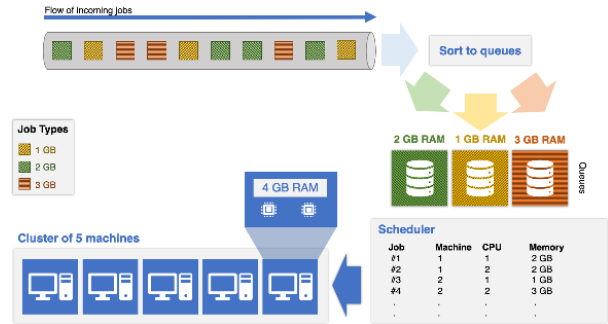 Flow of incoming jobs
Sort to queues
2 GB RAM 1 GB RAM 3 GB RAM
Queues
Job Types
1 GB
2 GB
3 GB
4 GB RAM
Cluster of 5 machines
Scheduler
Job Machine CPU Memory
#1 1 1 2 GB
#2 1 2 2 GB
#3 2 1 1 GB
#4 2 2 3 GB
. . . .
. . . .